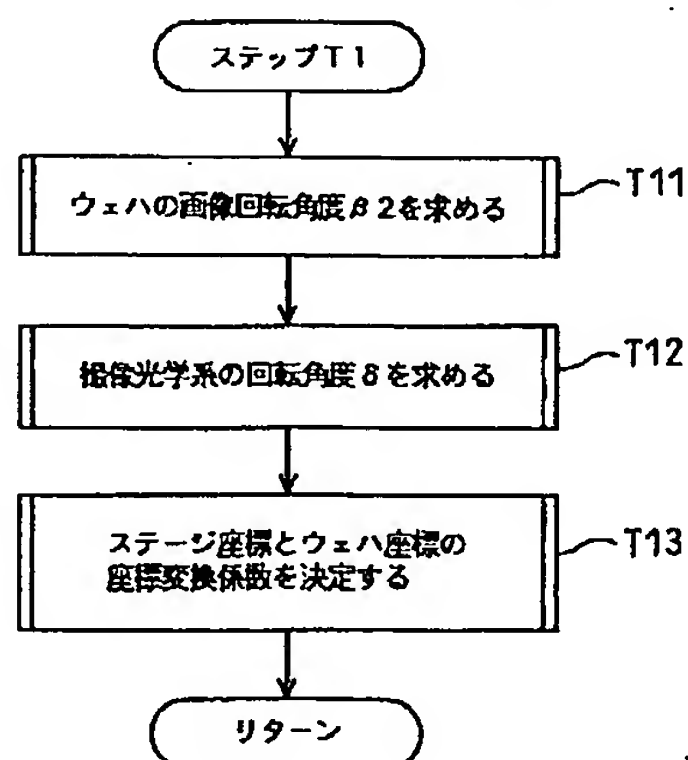 ステップT1
ウェハの画像回転角度β2を求める
T11
撮像光学系の回転角度δを求める
T12
ステージ座標とウェハ座標の
座標変換係数を決定する
T13
リターン